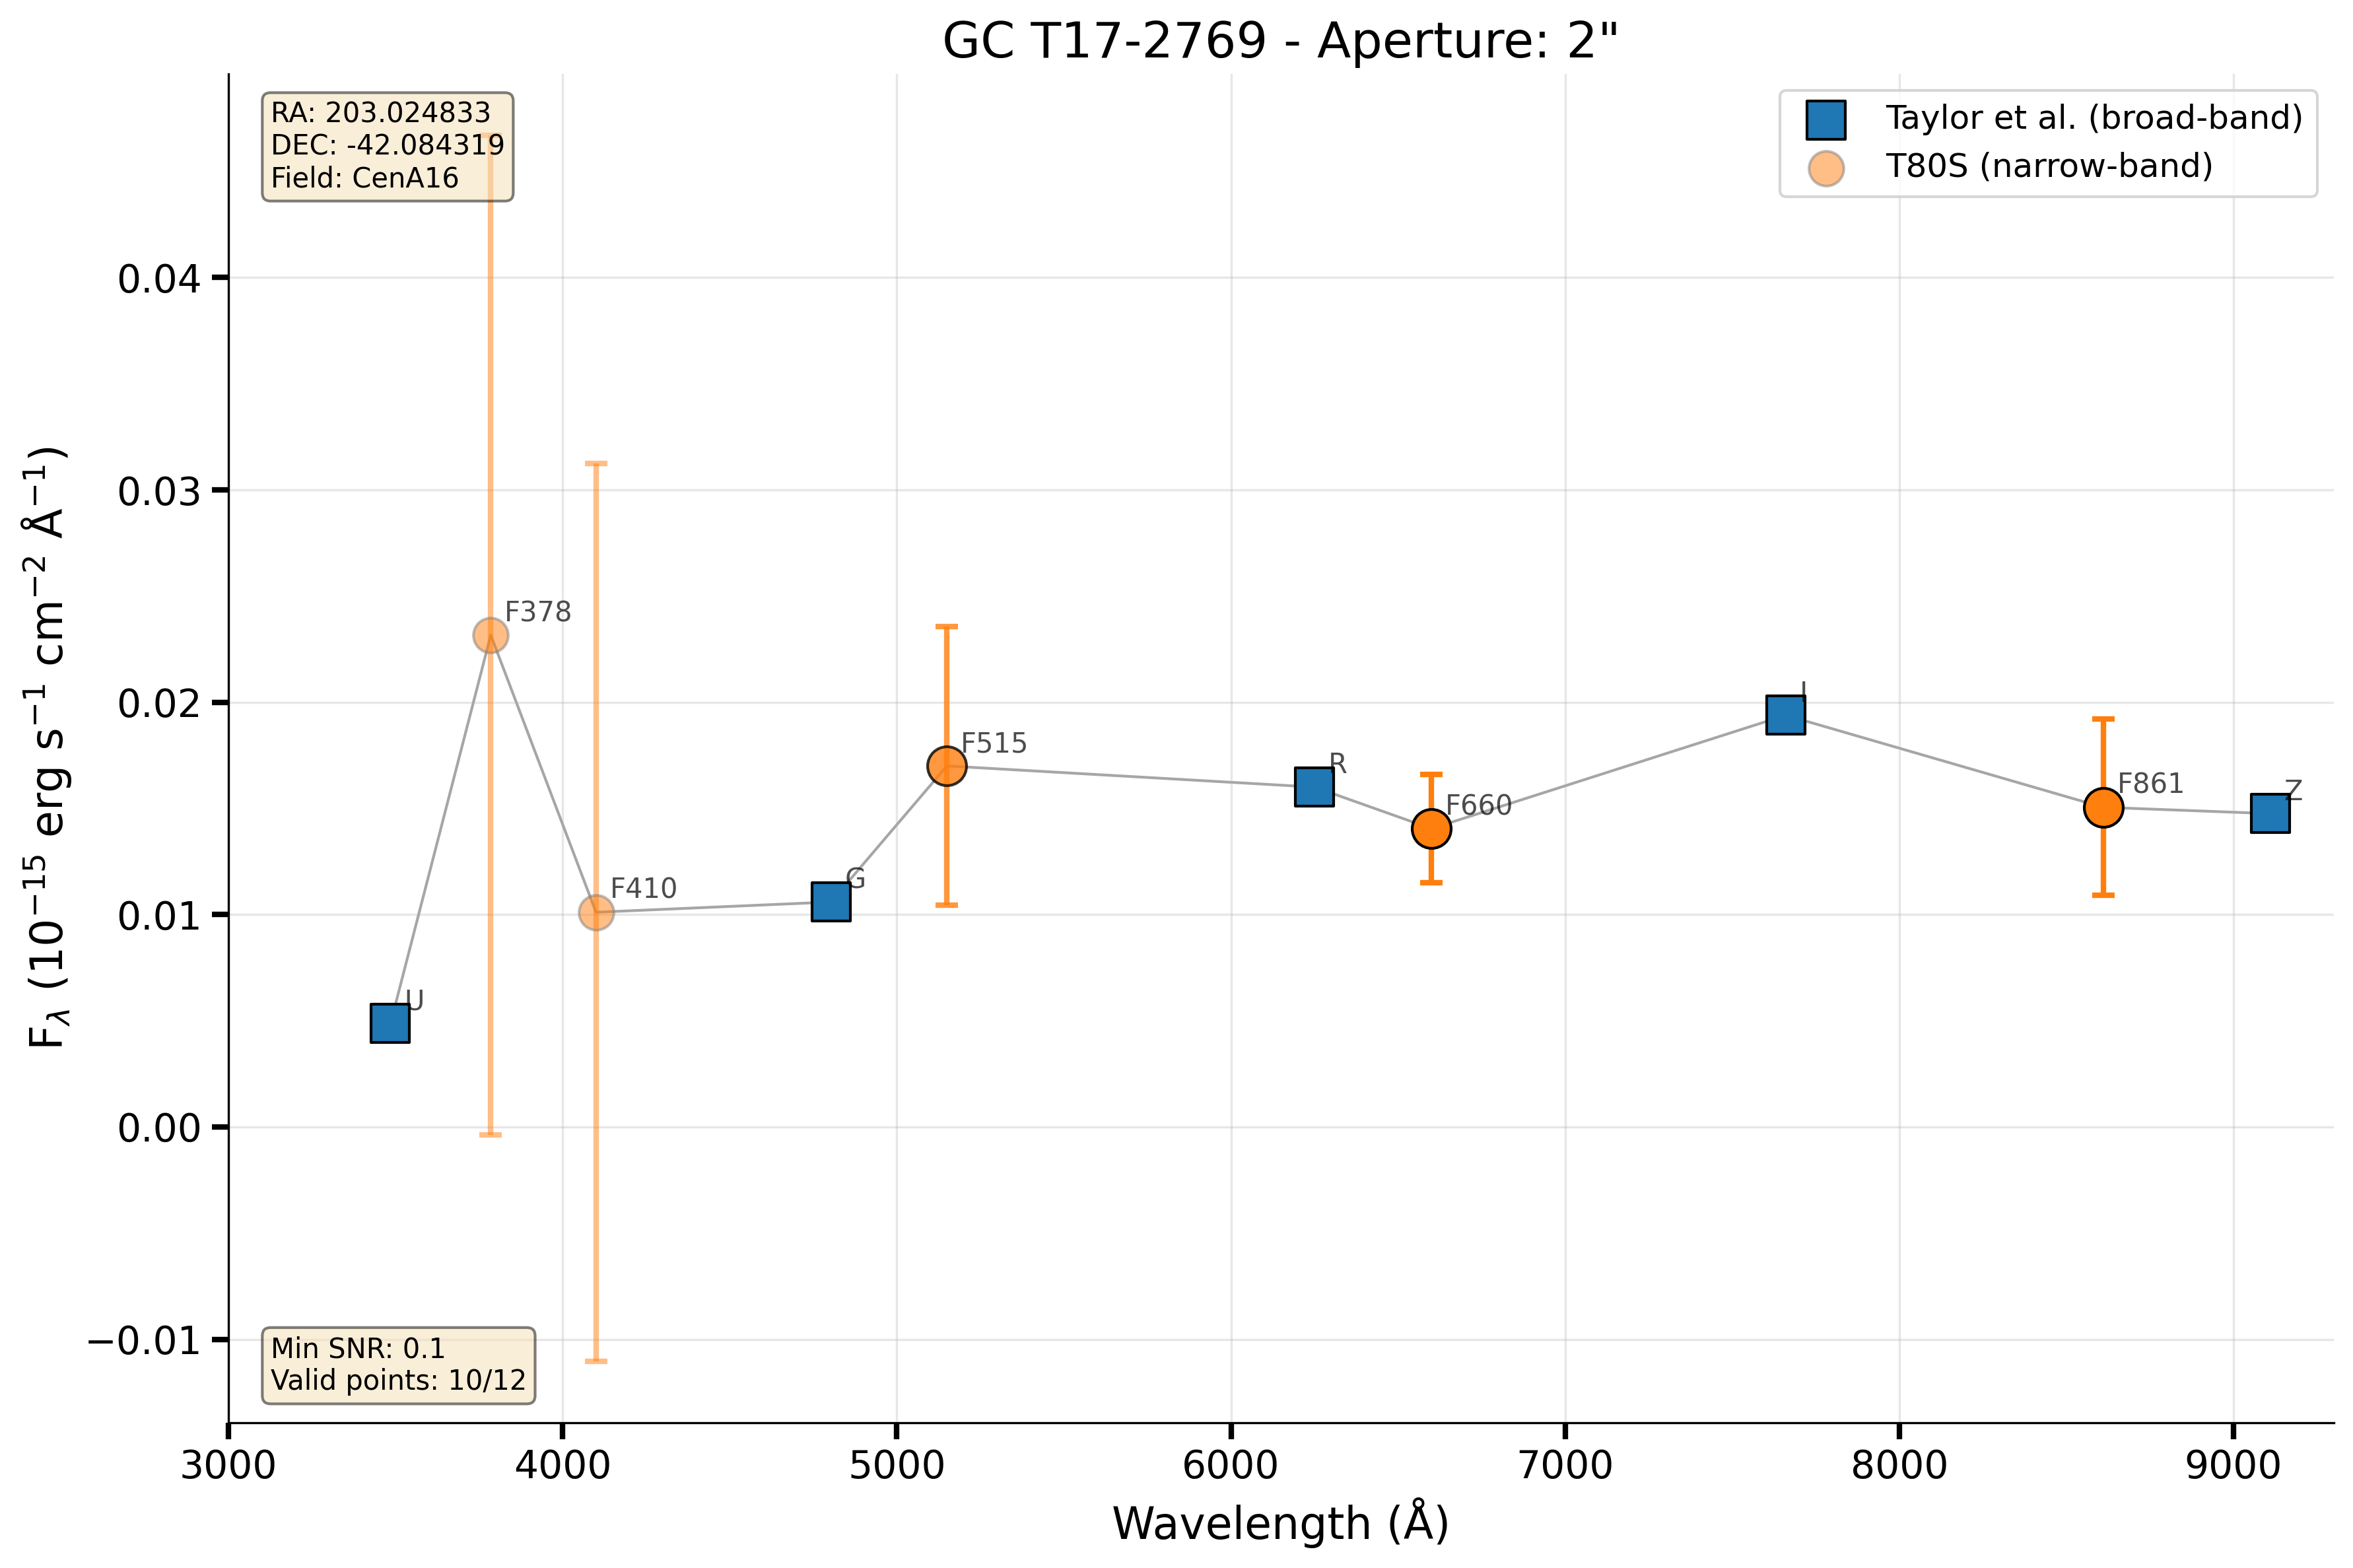 GC T17-2769 - Aperture: 2"
RA: 203.024833
DEC: -42.084319
Field: CenA16
Taylor et al. (broad-band)
T80S (narrow-band)
F_λ (10⁻¹⁵ erg s⁻¹ cm⁻² Å⁻¹)
0.04
0.03
0.02
0.01
0.00
−0.01
U
F378
F410
G
F515
R
F660
I
F861
Z
Min SNR: 0.1
Valid points: 10/12
3000
4000
5000
6000
7000
8000
9000
Wavelength (Å)